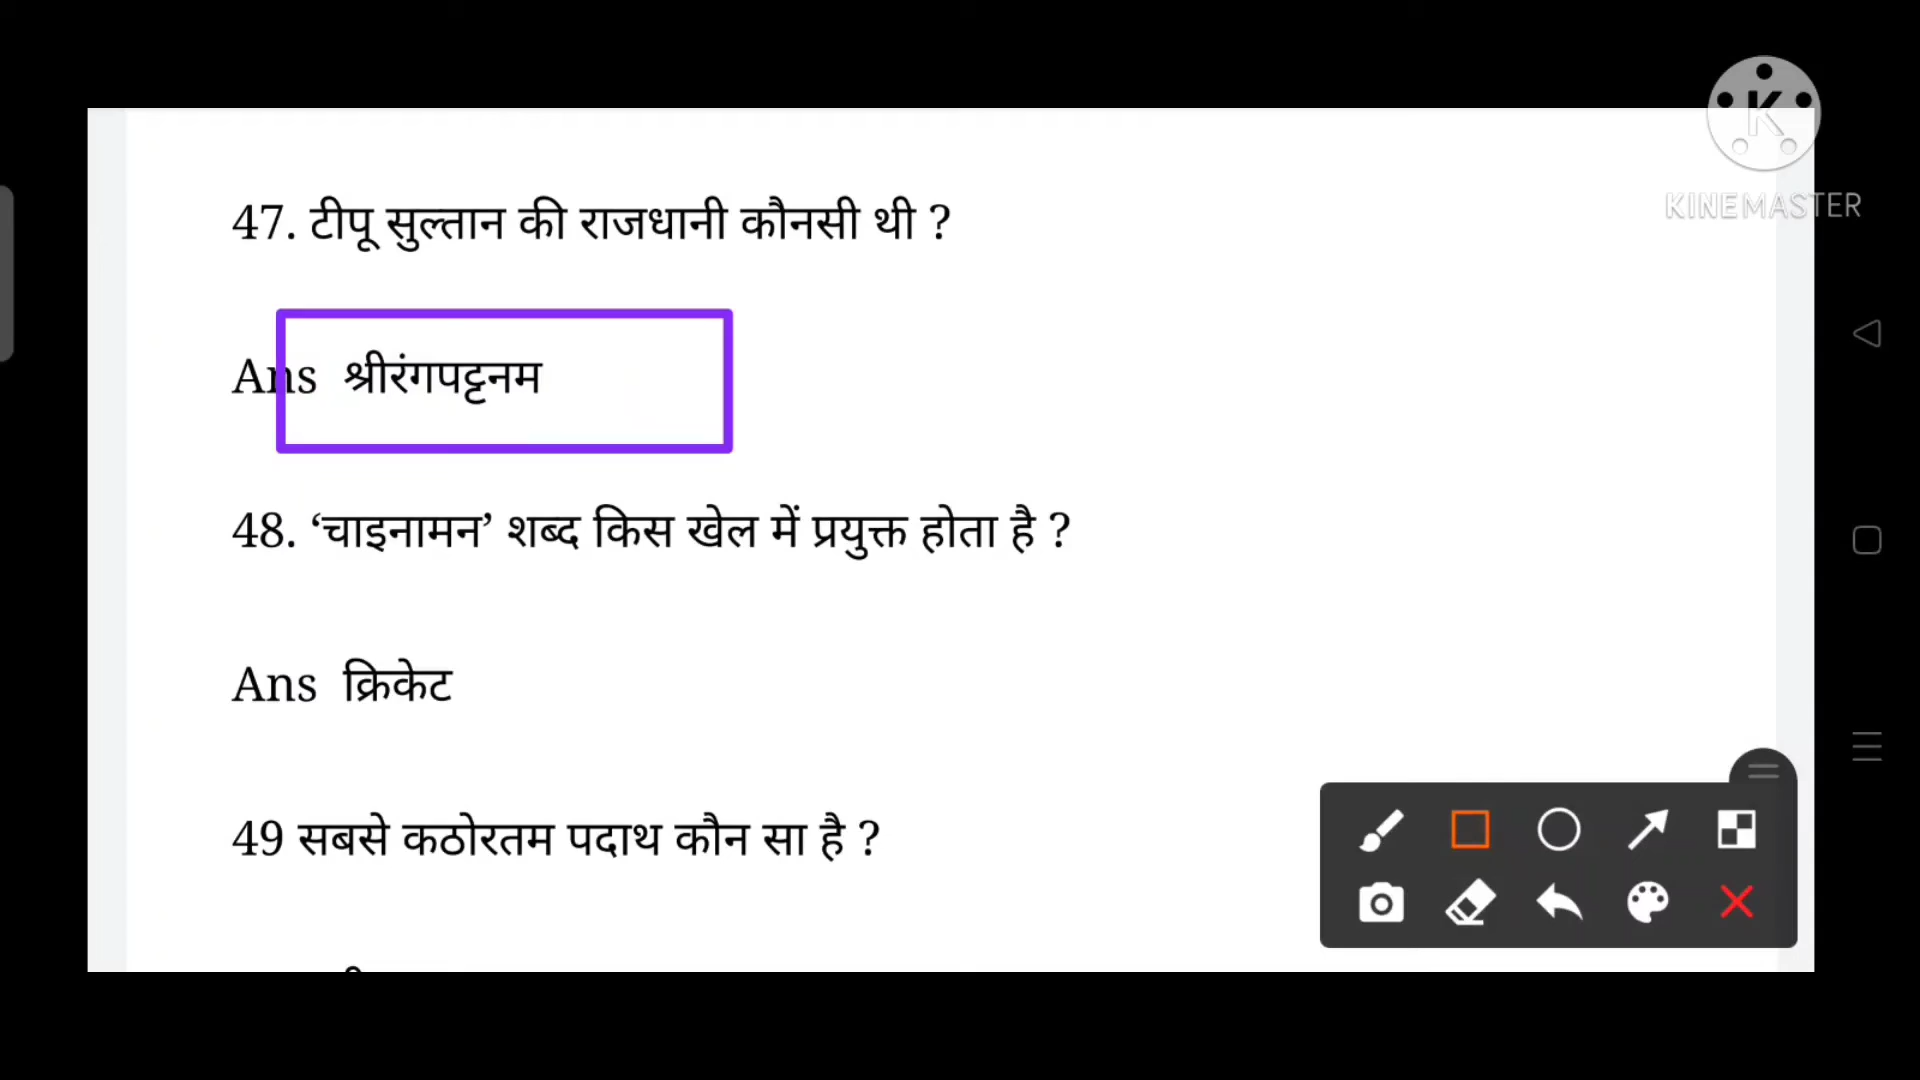 KINEMASTER
47. टीपू सुल्तान की राजधानी कौनसी थी ?
Ans श्रीरंगपट्टनम
48. ‘चाइनामन’ शब्द किस खेल में प्रयुक्त होता है ?
Ans क्रिकेट
49 सबसे कठोरतम पदाथ कौन सा है ?